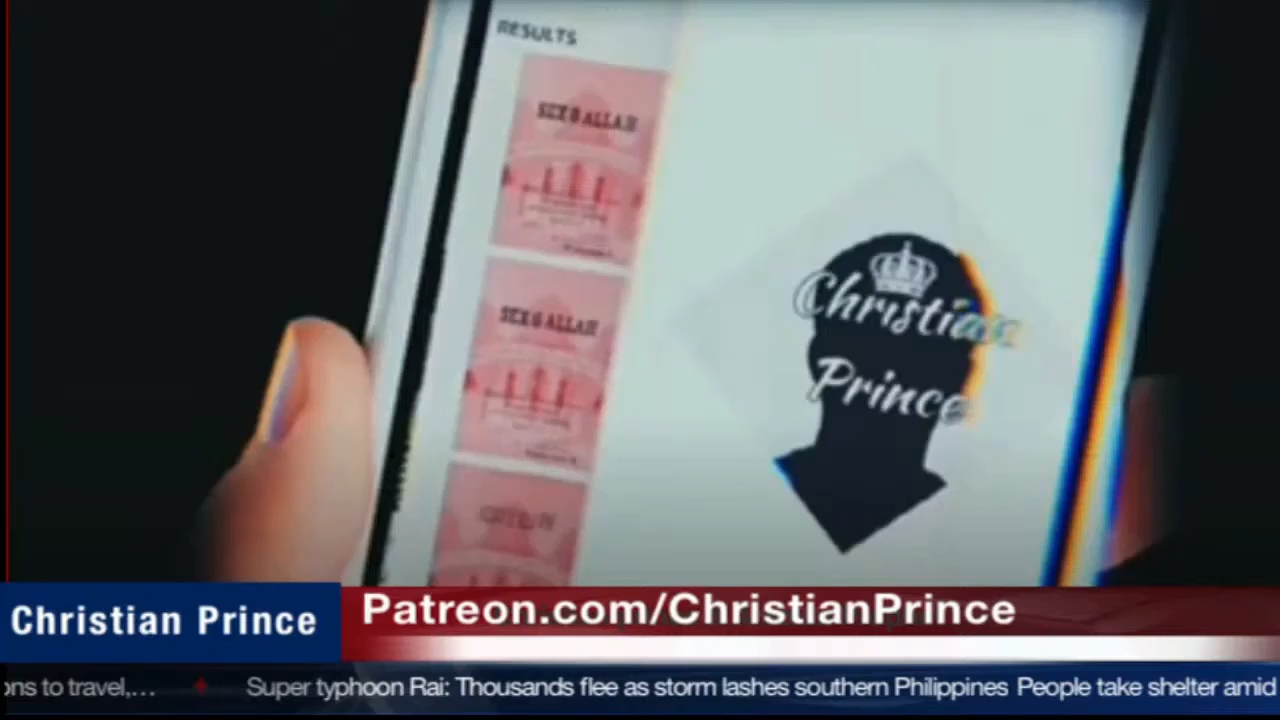 RESULTS
SEX & ALLAH
SEX & ALLAH
Christian
Prince
Christian Prince
Patreon.com/ChristianPrince
ons to travel,...
Super typhoon Rai: Thousands flee as storm lashes southern Philippines People take shelter amid